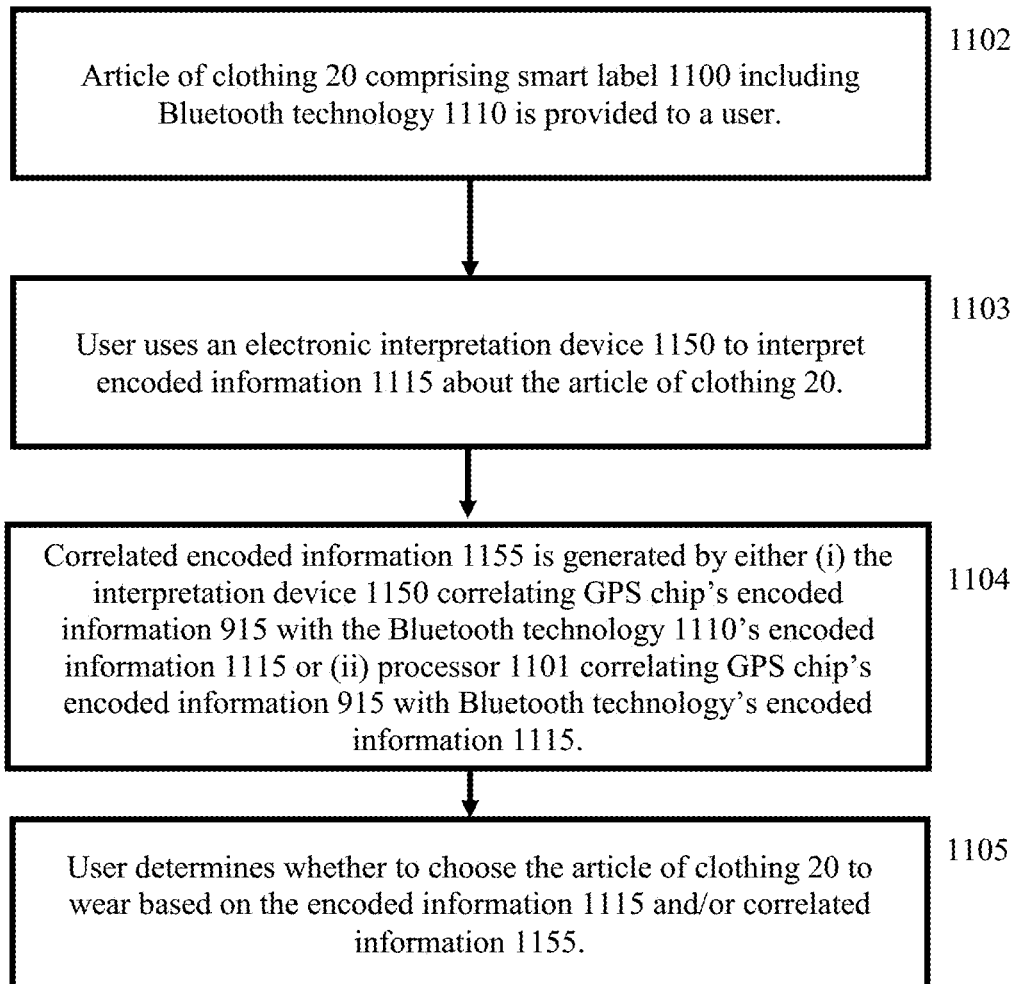 1102
Article of clothing 20 comprising smart label 1100 including
Bluetooth technology 1110 is provided to a user.
1103
User uses an electronic interpretation device 1150 to interpret
encoded information 1115 about the article of clothing 20.
1104
Correlated encoded information 1155 is generated by either (i) the
interpretation device 1150 correlating GPS chip's encoded
information 915 with the Bluetooth technology 1110's encoded
information 1115 or (ii) processor 1101 correlating GPS chip's
encoded information 915 with Bluetooth technology's encoded
information 1115.
1105
User determines whether to choose the article of clothing 20 to
wear based on the encoded information 1115 and/or correlated
information 1155.